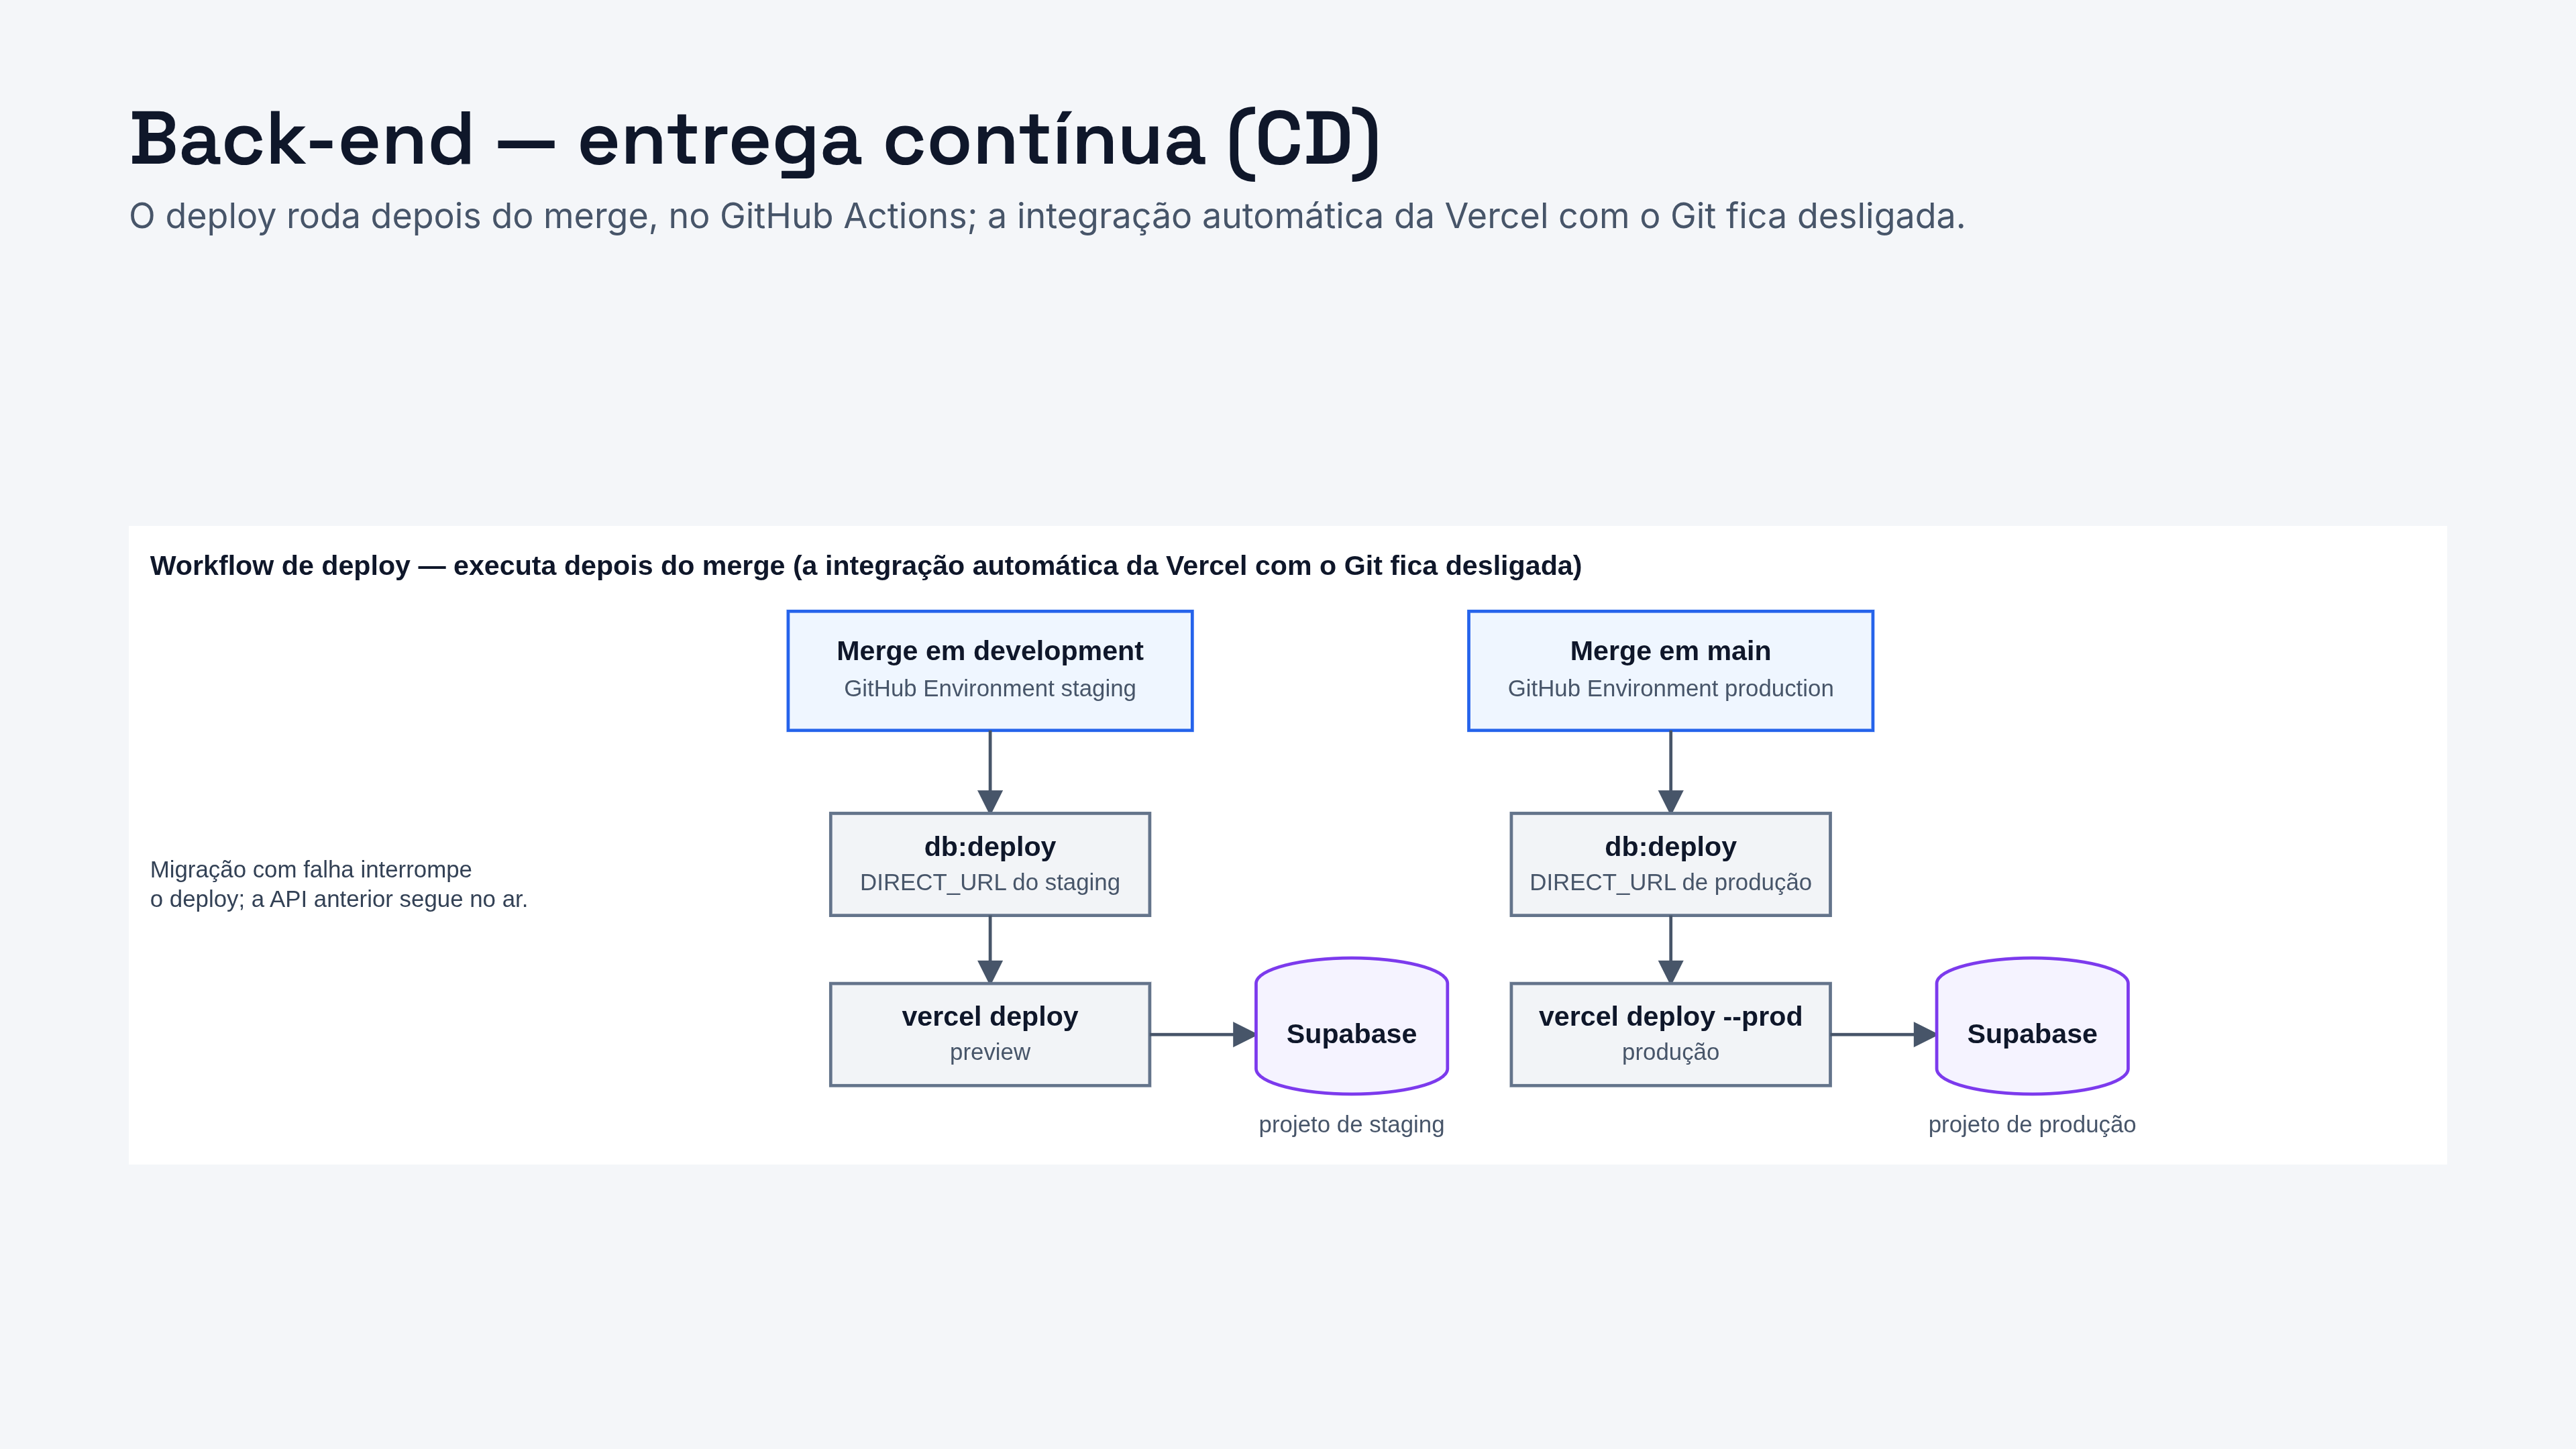 Back-end — entrega contínua (CD)
O deploy roda depois do merge, no GitHub Actions; a integração automática da Vercel com o Git fica desligada.
Workflow de deploy — executa depois do merge (a integração automática da Vercel com o Git fica desligada)
Merge em development
GitHub Environment staging
Merge em main
GitHub Environment production
db:deploy
DIRECT_URL do staging
db:deploy
DIRECT_URL de produção
Migração com falha interrompe
o deploy; a API anterior segue no ar.
vercel deploy
preview
Supabase
projeto de staging
vercel deploy --prod
produção
Supabase
projeto de produção